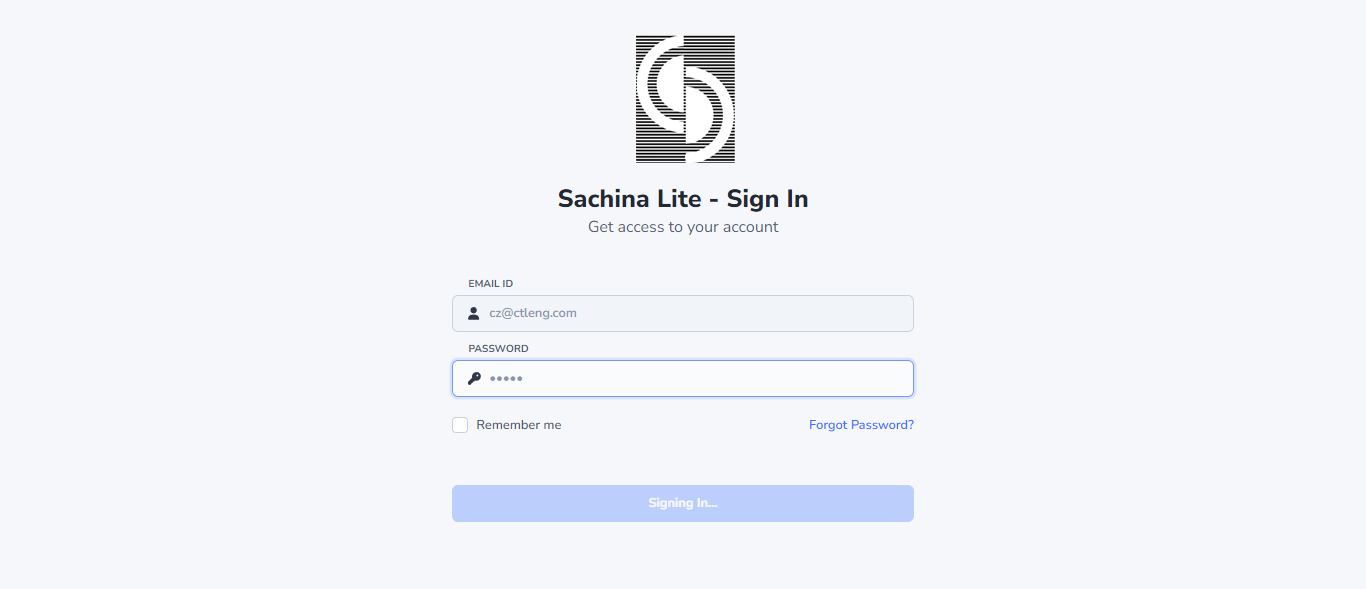 Sachina Lite - Sign In
Get access to your account
EMAIL ID
cz@ctleng.com
PASSWORD
•••••
Remember me
Forgot Password?
Signing In...